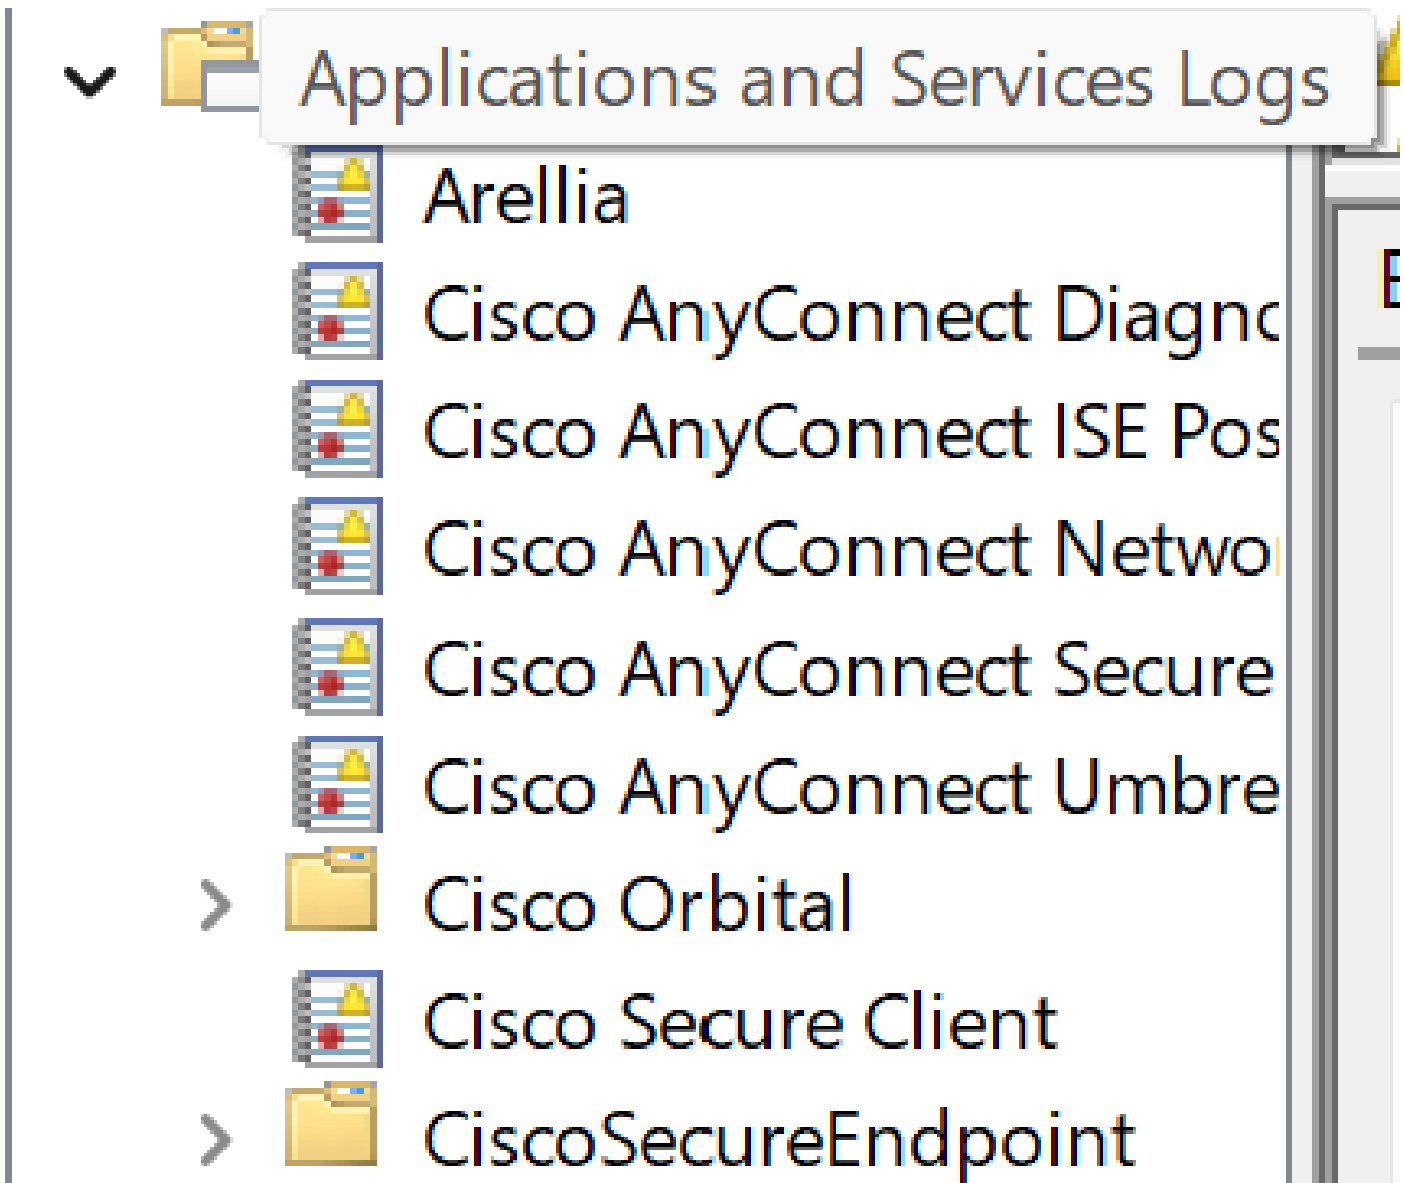 Applications and Services Logs
Arellia
Cisco AnyConnect Diagno
Cisco AnyConnect ISE Pos
Cisco AnyConnect Netwo
Cisco AnyConnect Secure
Cisco AnyConnect Umbre
Cisco Orbital
Cisco Secure Client
CiscoSecureEndpoint